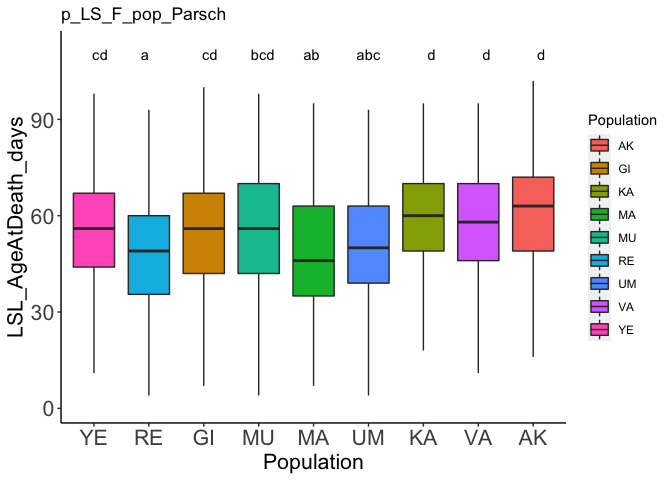 p_LS_F_pop_Parsch
cd a cd bcd ab abc d d d
LSL_AgeAtDeath_days
90
60
30
0
YE RE GI MU MA UM KA VA AK
Population
Population
AK
GI
KA
MA
MU
RE
UM
VA
YE